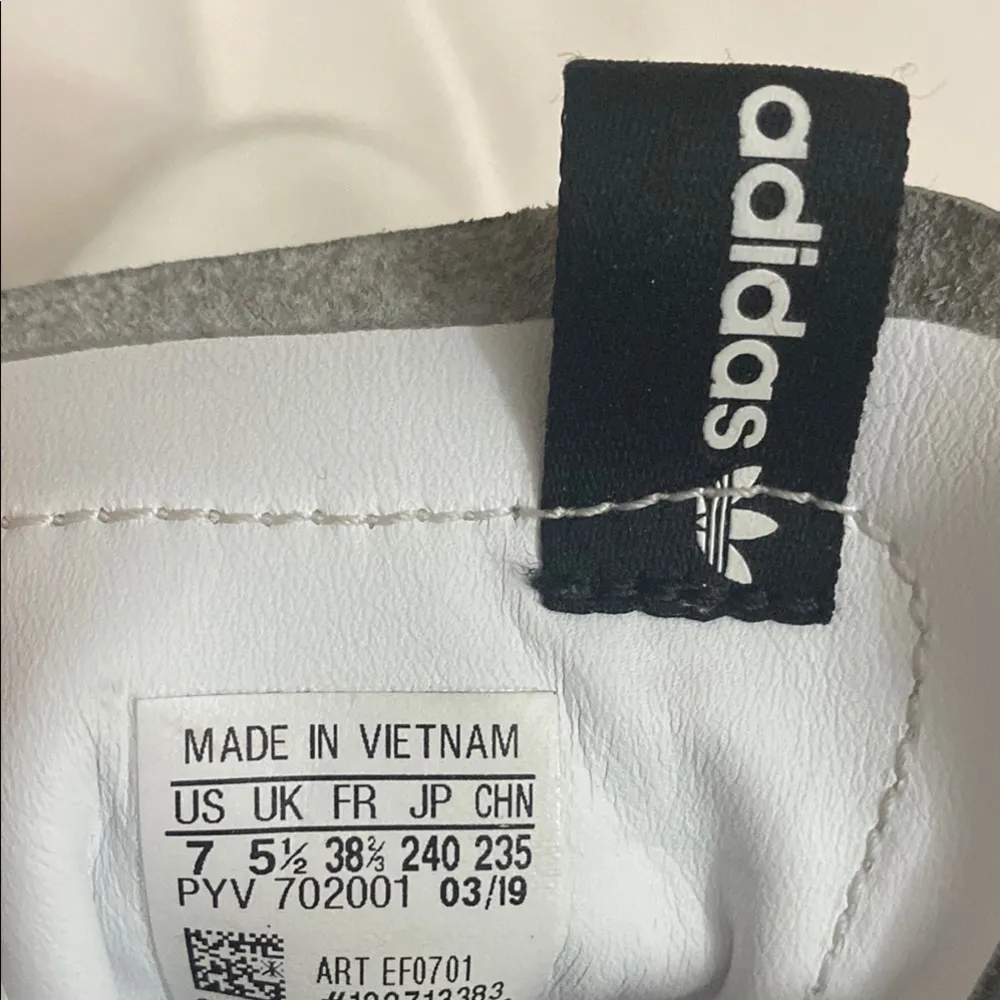 adidas
MADE IN VIETNAM
US UK FR JP CHN
7 5½ 38⅔ 240 235
PYV 702001 03/19
ART EF0701